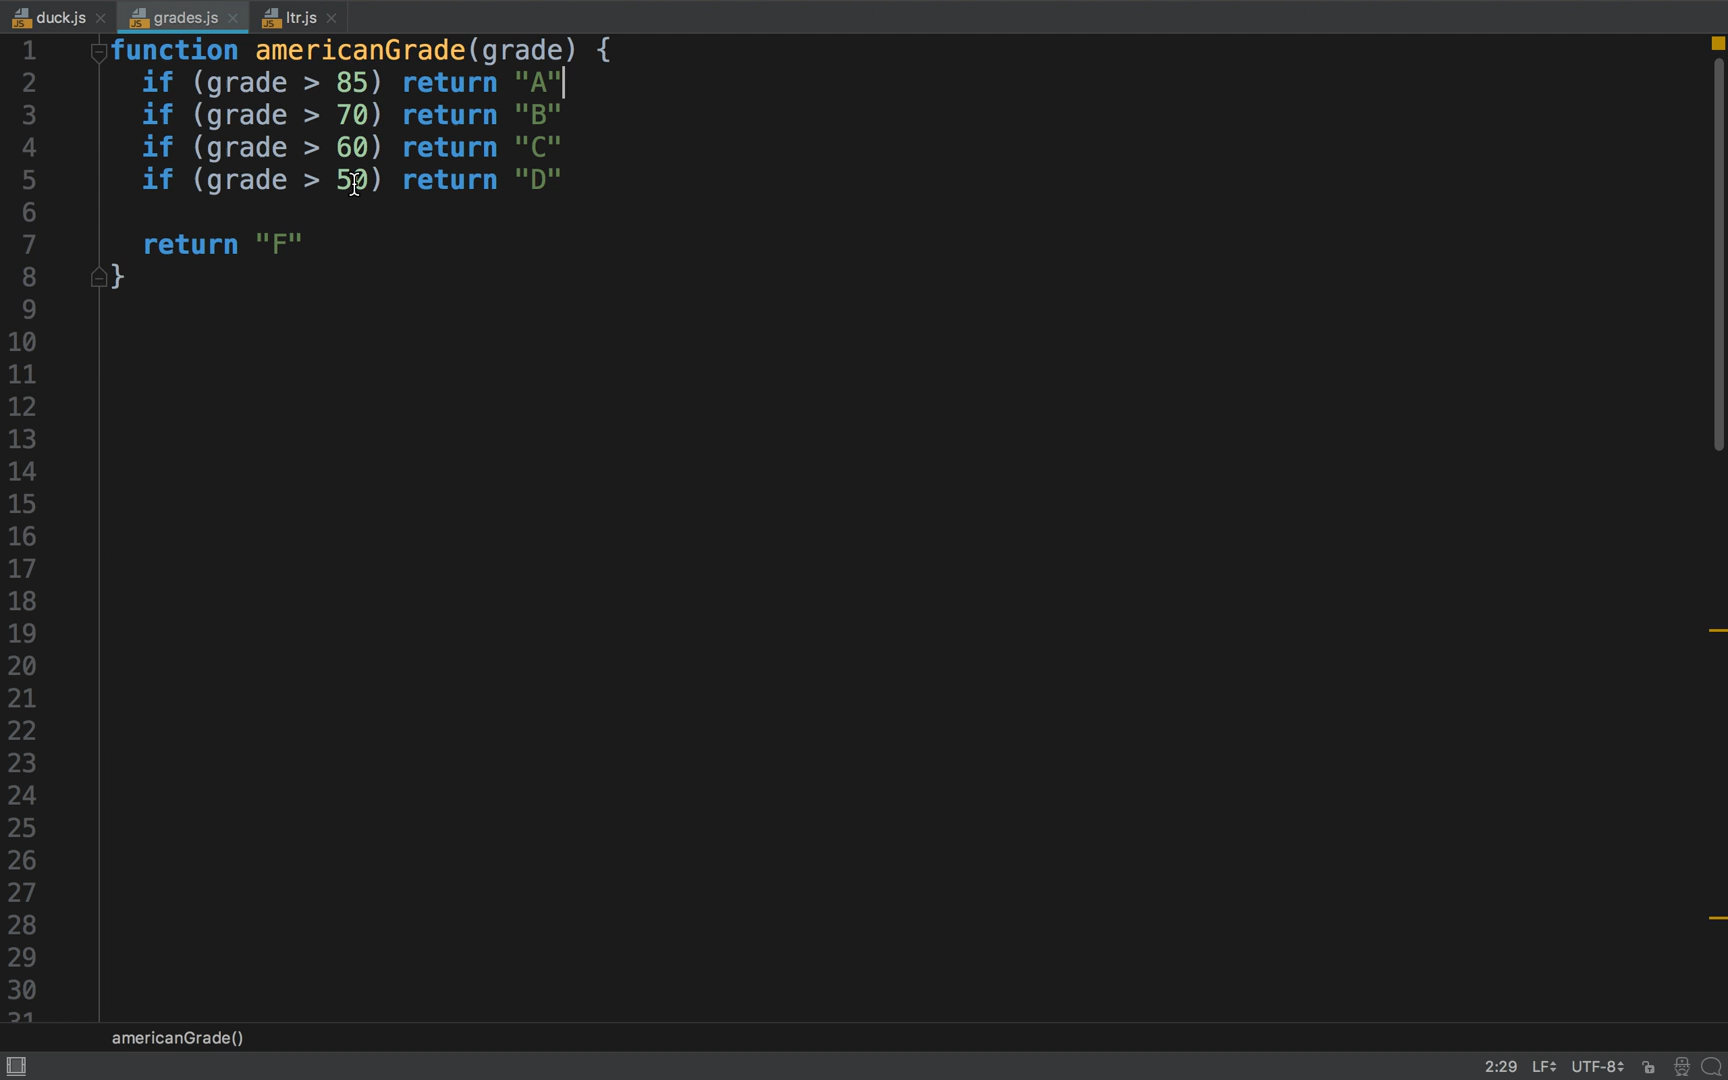 duck.js grades.js ltr.js
1 function americanGrade(grade) {
2 if (grade > 85) return "A"
3 if (grade > 70) return "B"
4 if (grade > 60) return "C"
5 if (grade > 50) return "D"
6
7 return "F"
8 }
9
10
11
12
13
14
15
16
17
18
19
20
21
22
23
24
25
26
27
28
29
30
31
americanGrade()
2:29 LF UTF-8